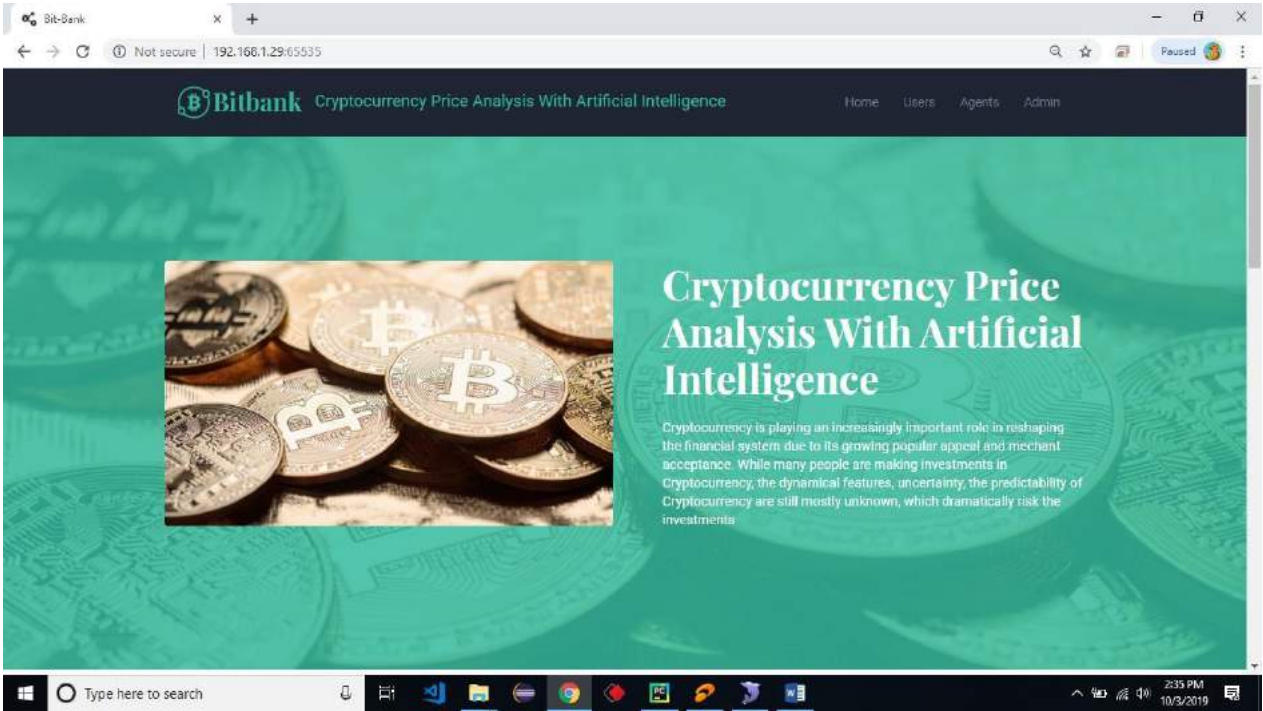 Bit-Bank
Not secure | 192.168.1.29:65535
Paused
Bitbank Cryptocurrency Price Analysis With Artificial Intelligence
Home Users Agents Admin
Cryptocurrency Price
Analysis With Artificial
Intelligence
Cryptocurrency is playing an increasingly important role in reshaping
the financial system due to its growing popular appeal and mechant
acceptance. While many people are making investments in
Cryptocurrency, the dynamical features, uncertainty, the predictability of
Cryptocurrency are still mostly unknown, which dramatically risk the
investments
Type here to search
2:35 PM
10/3/2019